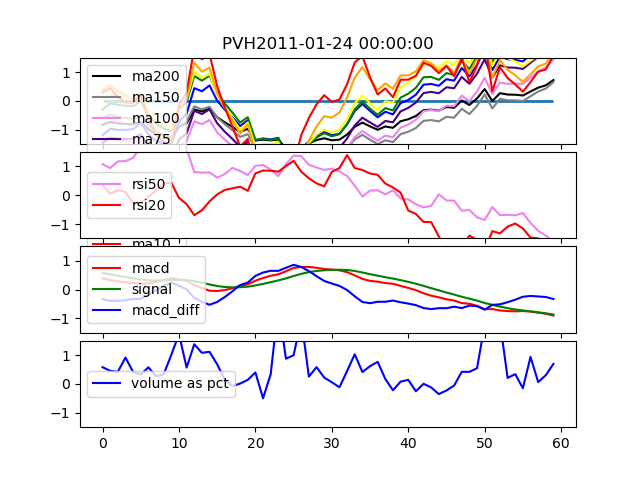 PVH2011-01-24 00:00:00
1
0
−1
ma200
ma150
ma100
ma75
1
0
−1
rsi50
rsi20
ma10
1
0
−1
macd
signal
macd_diff
1
0
−1
volume as pct
0 10 20 30 40 50 60